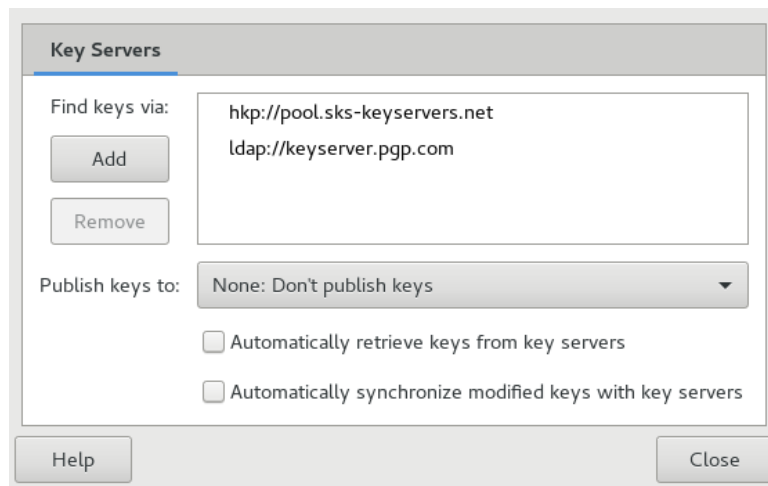 Key Servers
Find keys via:
hkp://pool.sks-keyservers.net
ldap://keyserver.pgp.com
Add
Remove
Publish keys to: None: Don't publish keys
Automatically retrieve keys from key servers
Automatically synchronize modified keys with key servers
Help Close